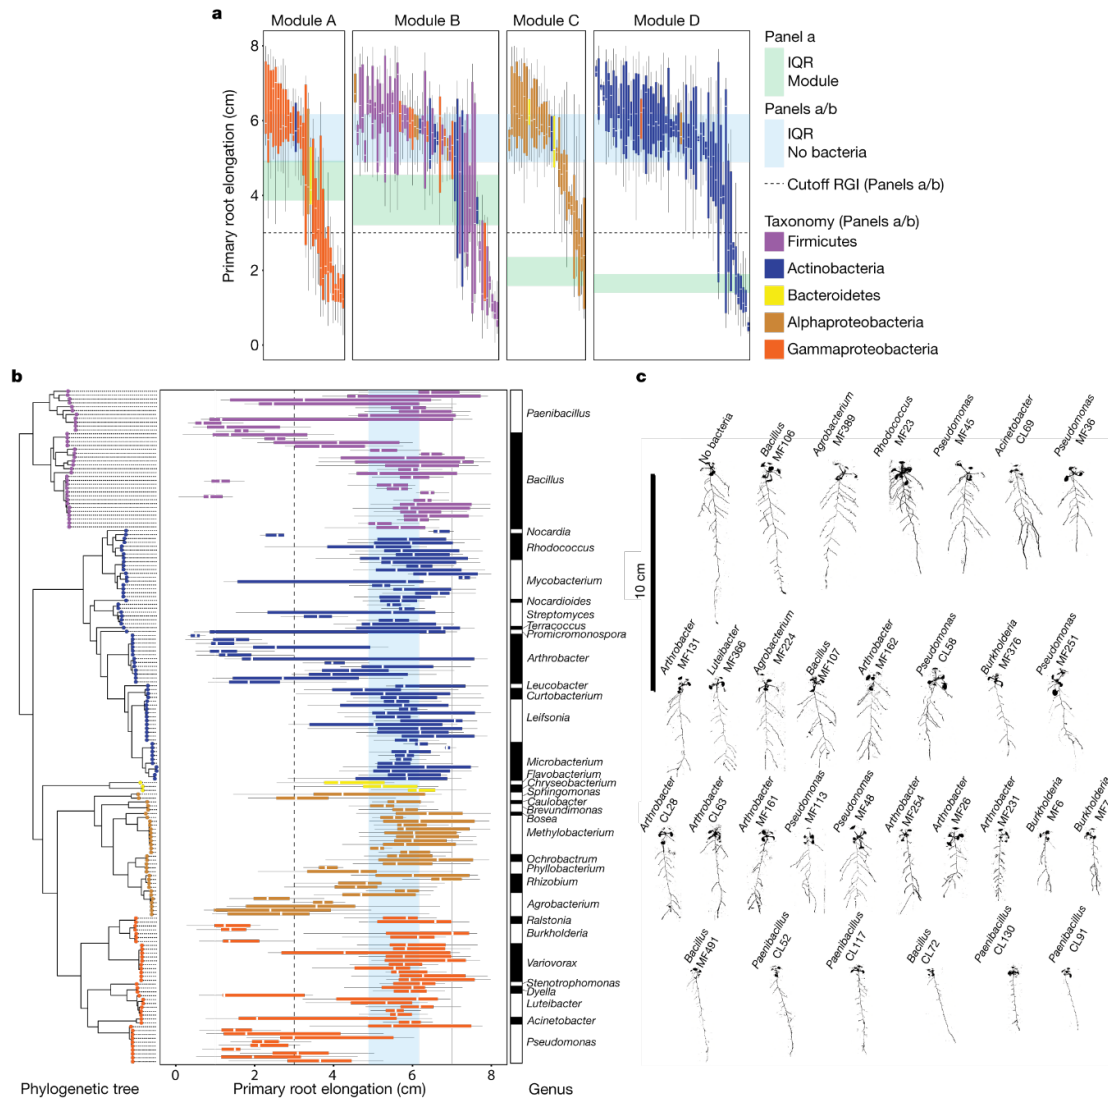 a
Module A
Module B
Module C
Module D
Primary root elongation (cm)
8
6
4
2
0
Panel a
IQR
Module
Panels a/b
IQR
No bacteria
Cutoff RGI (Panels a/b)
Taxonomy (Panels a/b)
Firmicutes
Actinobacteria
Bacteroidetes
Alphaproteobacteria
Gammaproteobacteria
b
Paenibacillus
Bacillus
Nocardia
Rhodococcus
Mycobacterium
Nocardioides
Streptomyces
Terracoccus
Promicromonospora
Arthrobacter
Leucobacter
Curtobacterium
Leifsonia
Microbacterium
Flavobacterium
Chryseobacterium
Sphingomonas
Caulobacter
Brevundimonas
Bosea
Methylobacterium
Ochrobactrum
Phyllobacterium
Rhizobium
Agrobacterium
Ralstonia
Burkholderia
Variovorax
Stenotrophomonas
Dyella
Luteibacter
Acinetobacter
Pseudomonas
0 2 4 6 8
Phylogenetic tree
Primary root elongation (cm)
Genus
c
10 cm
No bacteria
Bacillus
MF106
Agrobacterium
MF389
Rhodococcus
MF23
Pseudomonas
MF45
Acinetobacter
CL69
Pseudomonas
MF36
Arthrobacter
MF131
Luteibacter
MF366
Agrobacterium
MF224
Bacillus
MF107
Arthrobacter
MF162
Pseudomonas
CL58
Burkholderia
MF376
Pseudomonas
MF251
Arthrobacter
CL28
Arthrobacter
CL63
Arthrobacter
MF161
Pseudomonas
MF113
Pseudomonas
MF48
Arthrobacter
MF254
Arthrobacter
MF26
Arthrobacter
MF231
Burkholderia
MF6
Burkholderia
MF7
Bacillus
MF491
Paenibacillus
CL52
Paenibacillus
CL117
Bacillus
CL72
Paenibacillus
CL130
Paenibacillus
CL91